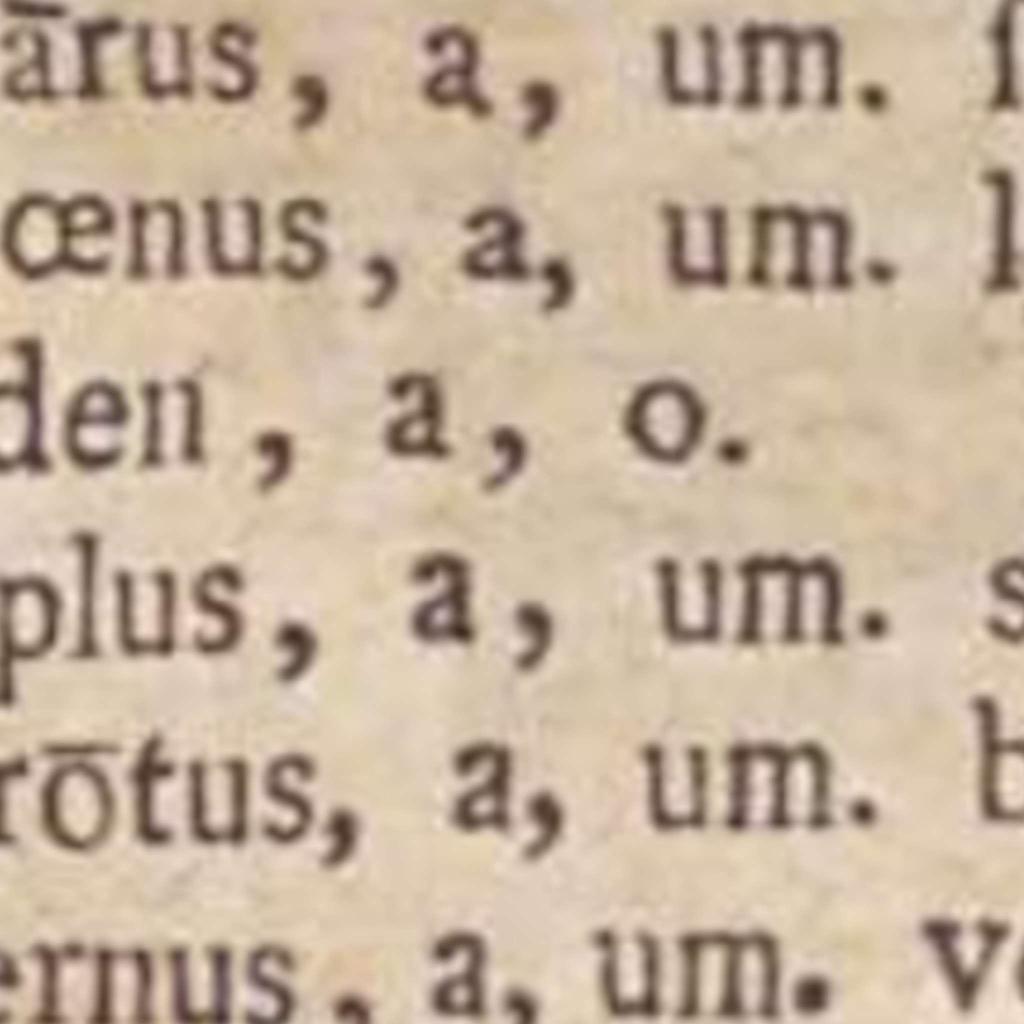 ārus, a, um.
œnus, a, um.
den, a, o.
plus, a, um.
rōtus, a, um.
ernus, a, um.